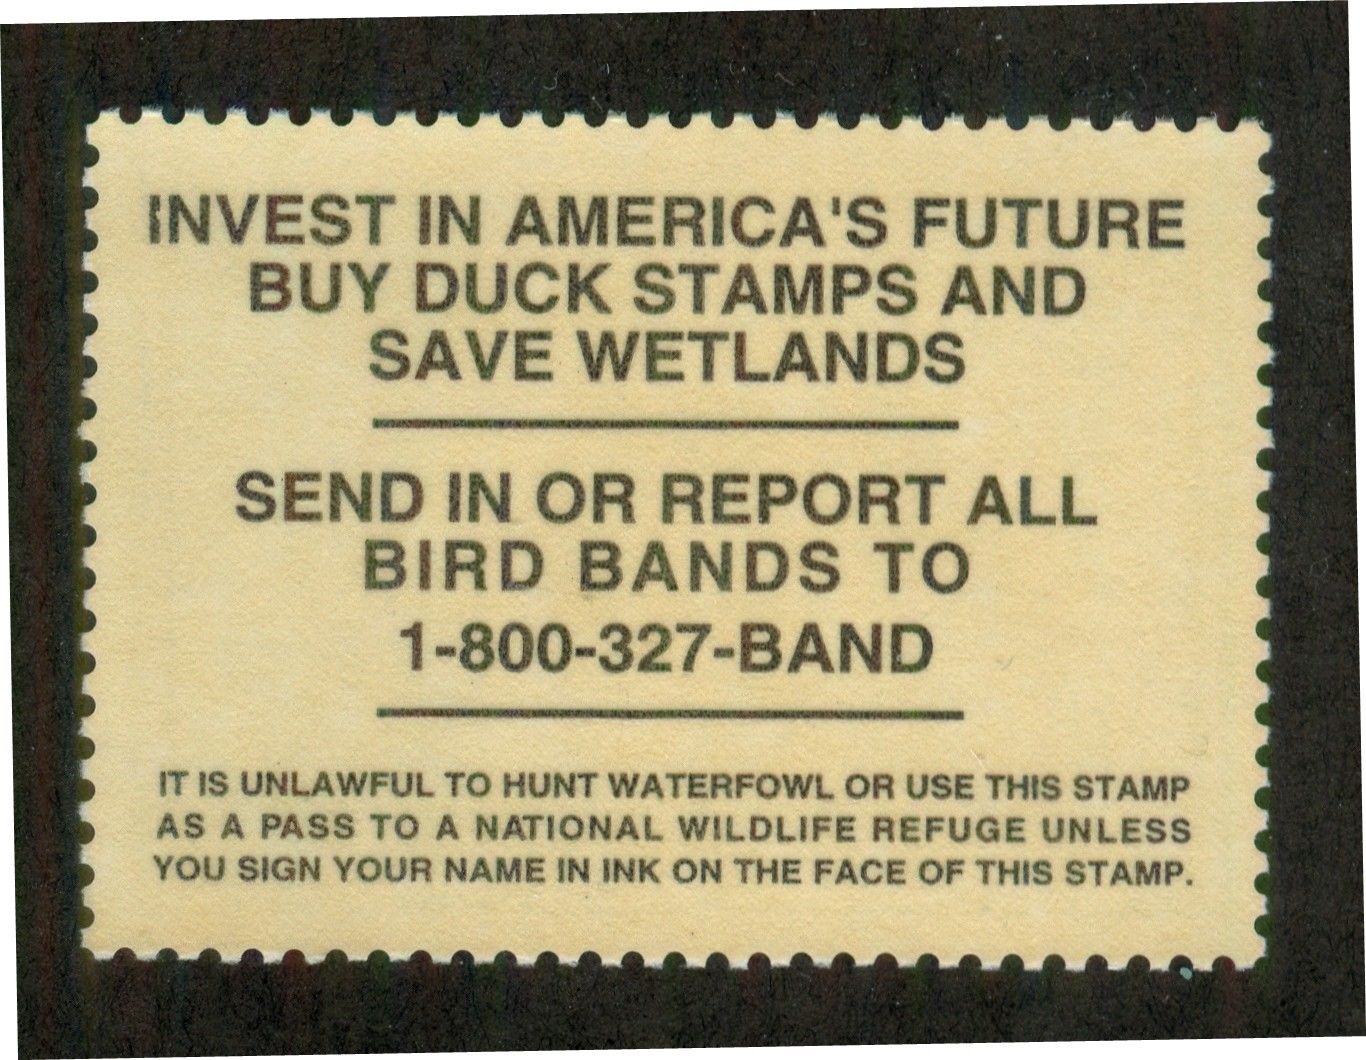 INVEST IN AMERICA'S FUTURE
BUY DUCK STAMPS AND
SAVE WETLANDS
SEND IN OR REPORT ALL
BIRD BANDS TO
1-800-327-BAND
IT IS UNLAWFUL TO HUNT WATERFOWL OR USE THIS STAMP
AS A PASS TO A NATIONAL WILDLIFE REFUGE UNLESS
YOU SIGN YOUR NAME IN INK ON THE FACE OF THIS STAMP.